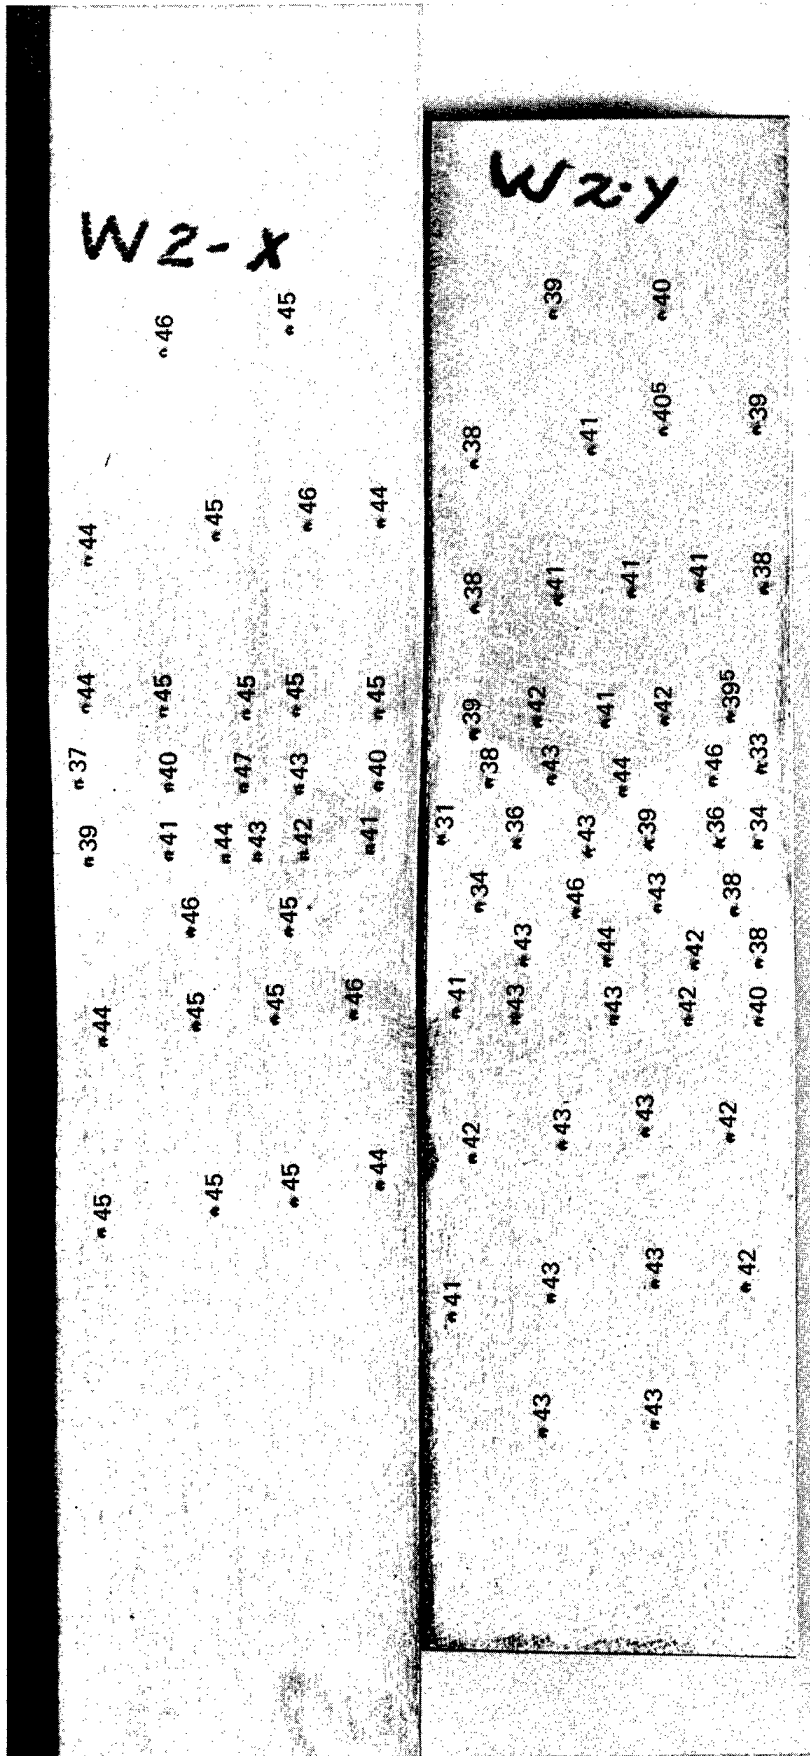 W2-X
46 45
44 45 46 44
44 45 45 45 45
37 40 47 43 40
39 41 44 43 42 41
46 45
44 45 45 46
45 45 45 44
W2-y
39 40
38 41 40⁵ 39
38 41 41 41 38
39 42 41 42 39⁵
38 43 44 46 33
31 36 43 39 36 34
34 46 43 38
43 44 42 38
41 43 43 42 40
42 43 43 42
41 43 43 42
43 43